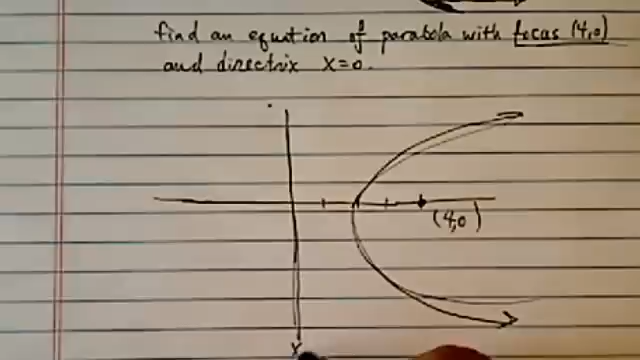 find an equation of parabola with focus (4,0)
and directrix x=0.
(4,0)
x